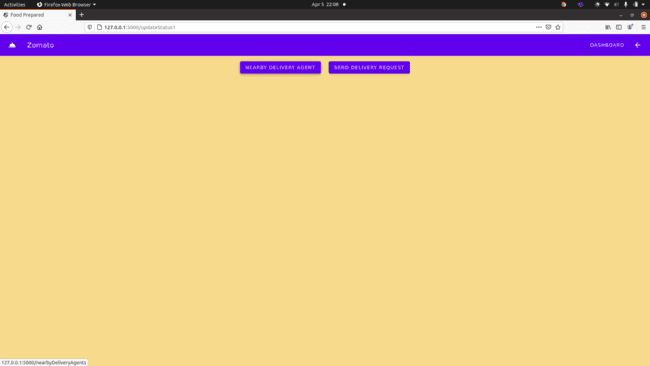 Activities Firefox Web Browser Apr 5 22:08
Food Prepared
127.0.0.1:5000/updateStatus1
Zomato DASHBOARD
NEARBY DELIVERY AGENT SEND DELIVERY REQUEST
127.0.0.1:5000/nearbyDeliveryAgents